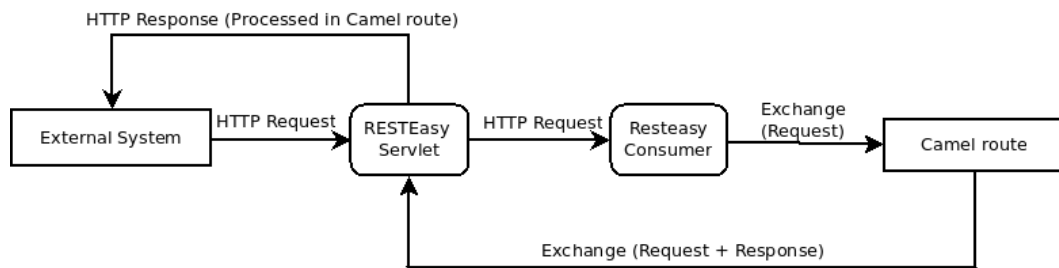 HTTP Response (Processed in Camel route)
External System
HTTP Request
RESTEasy
Servlet
HTTP Request
Resteasy
Consumer
Exchange
(Request)
Camel route
Exchange (Request + Response)